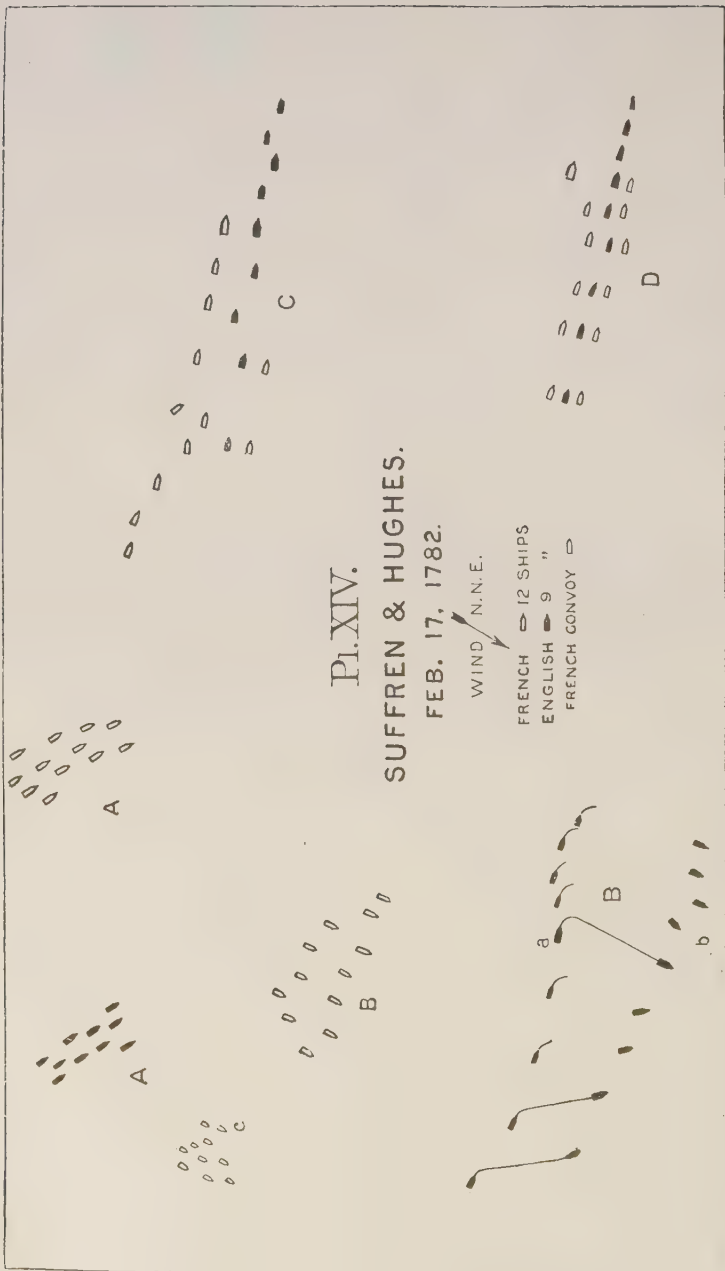 A
A
c
C
Pl.XIV.
B
SUFFREN & HUGHES.
FEB. 17, 1782.
WIND N.N.E.
FRENCH 12 SHIPS
ENGLISH 9 "
FRENCH CONVOY
a
B
D
b